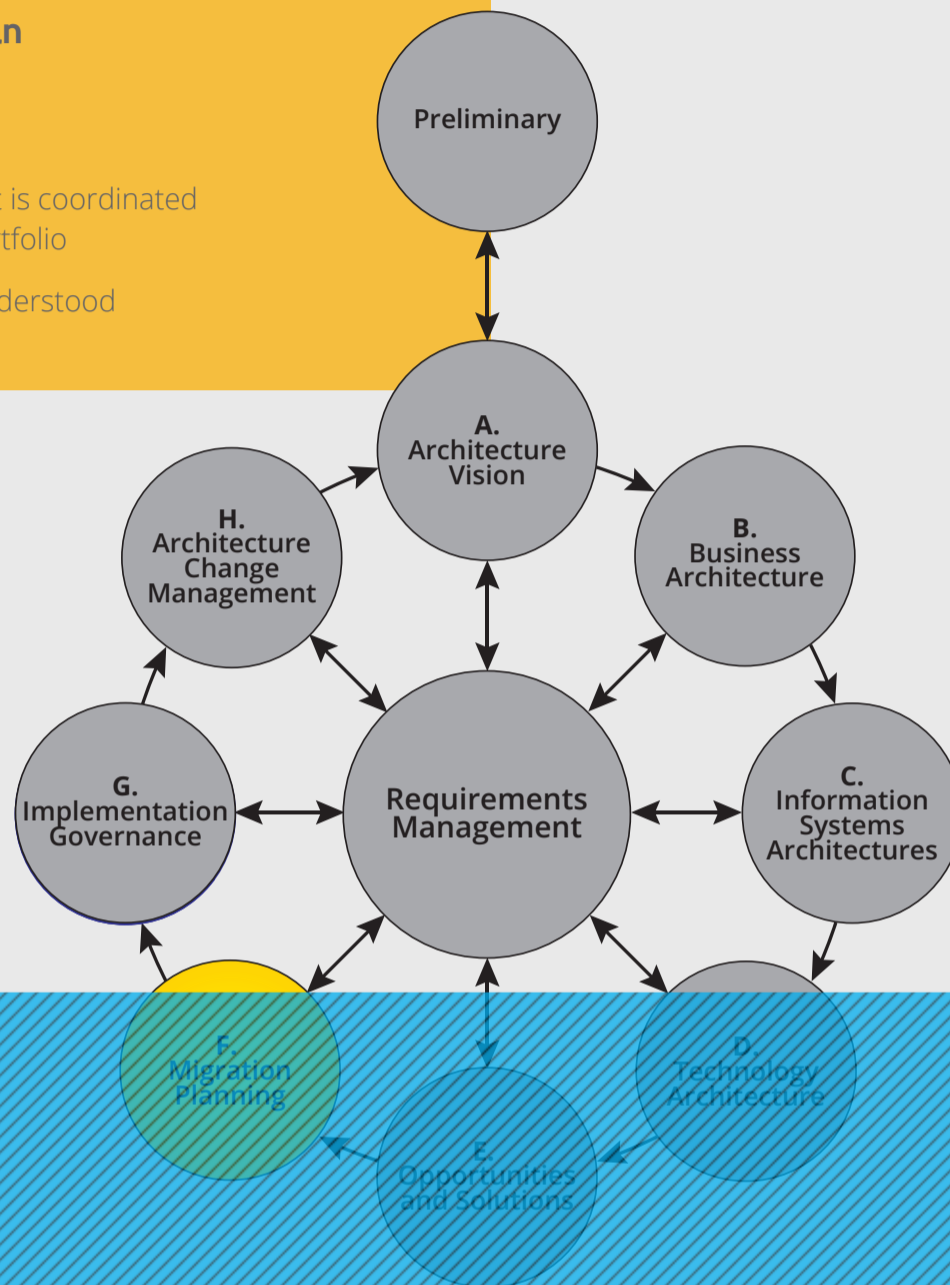 n
t is coordinated
tfolio
derstood
Preliminary
A.
Architecture
Vision
H.
Architecture
Change
Management
B.
Business
Architecture
G.
Implementation
Governance
Requirements
Management
C.
Information
Systems
Architectures
F.
Migration
Planning
D.
Technology
Architecture
E.
Opportunities
and Solutions